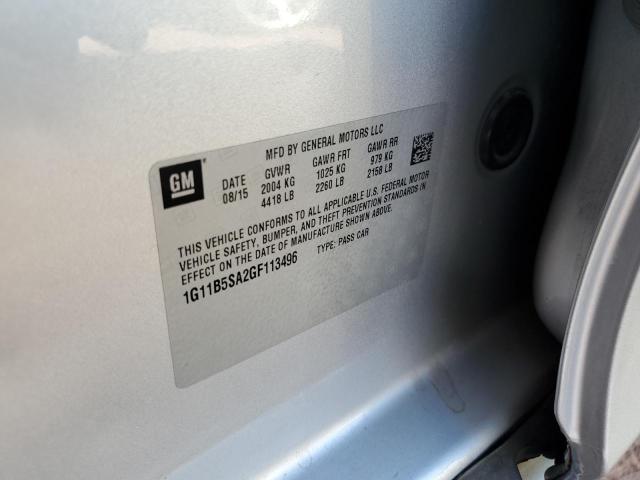 MFD BY GENERAL MOTORS LLC
GM
DATE GVWR GAWR FRT GAWR RR
08/15 2004 KG 1025 KG 979 KG
4418 LB 2260 LB 2158 LB
THIS VEHICLE CONFORMS TO ALL APPLICABLE U.S. FEDERAL MOTOR
VEHICLE SAFETY, BUMPER, AND THEFT PREVENTION STANDARDS IN
EFFECT ON THE DATE OF MANUFACTURE SHOWN ABOVE.
1G11B5SA2GF113496 TYPE: PASS CAR